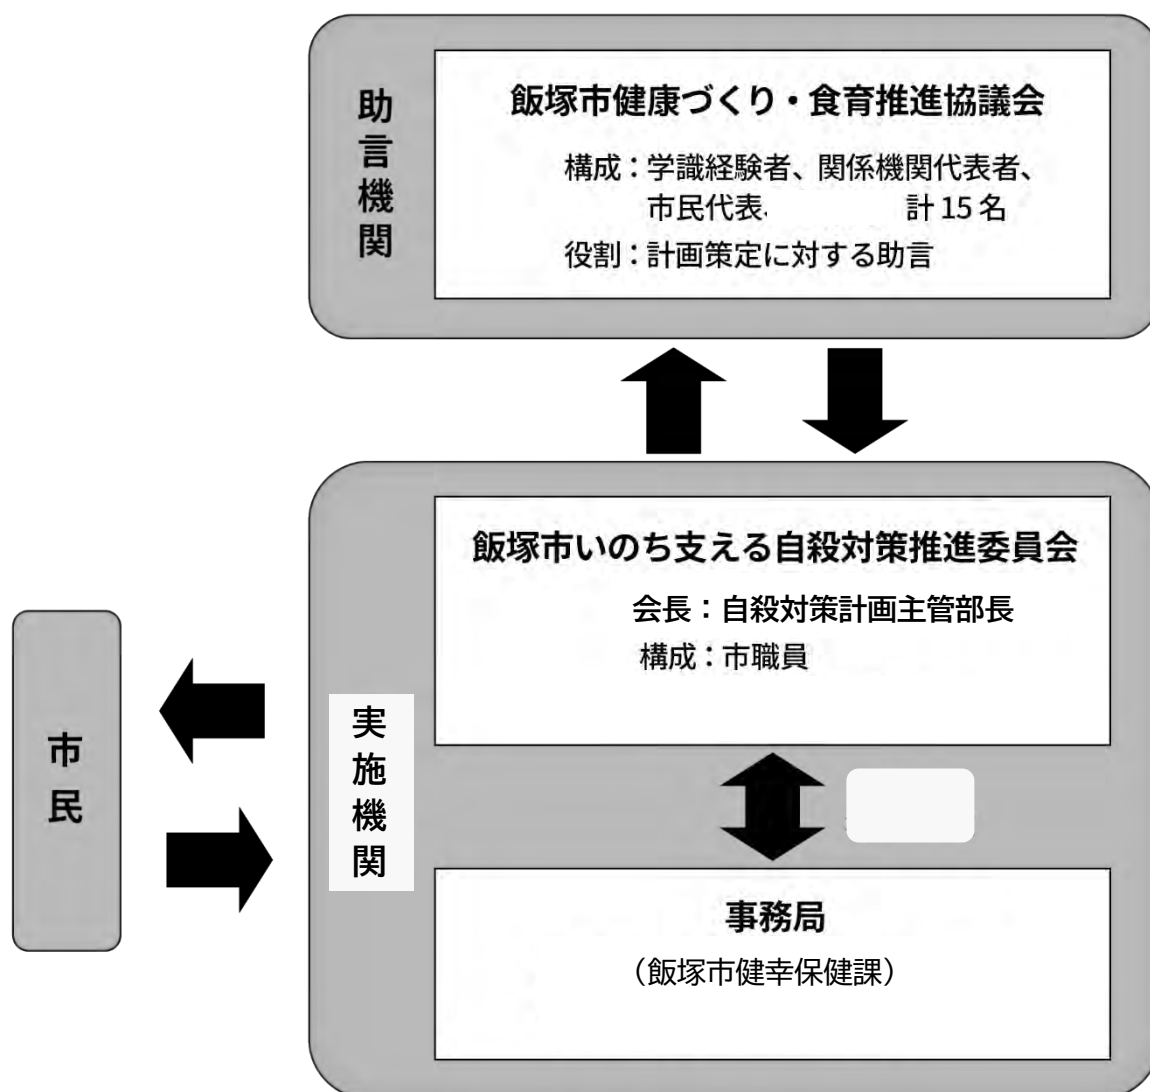 助言機関
飯塚市健康づくり・食育推進協議会
構成：学識経験者、関係機関代表者、
市民代表、 計 15 名
役割：計画策定に対する助言
飯塚市いのち支える自殺対策推進委員会
会長：自殺対策計画主管部長
構成：市職員
実施機関
市民
事務局
（飯塚市健幸保健課）